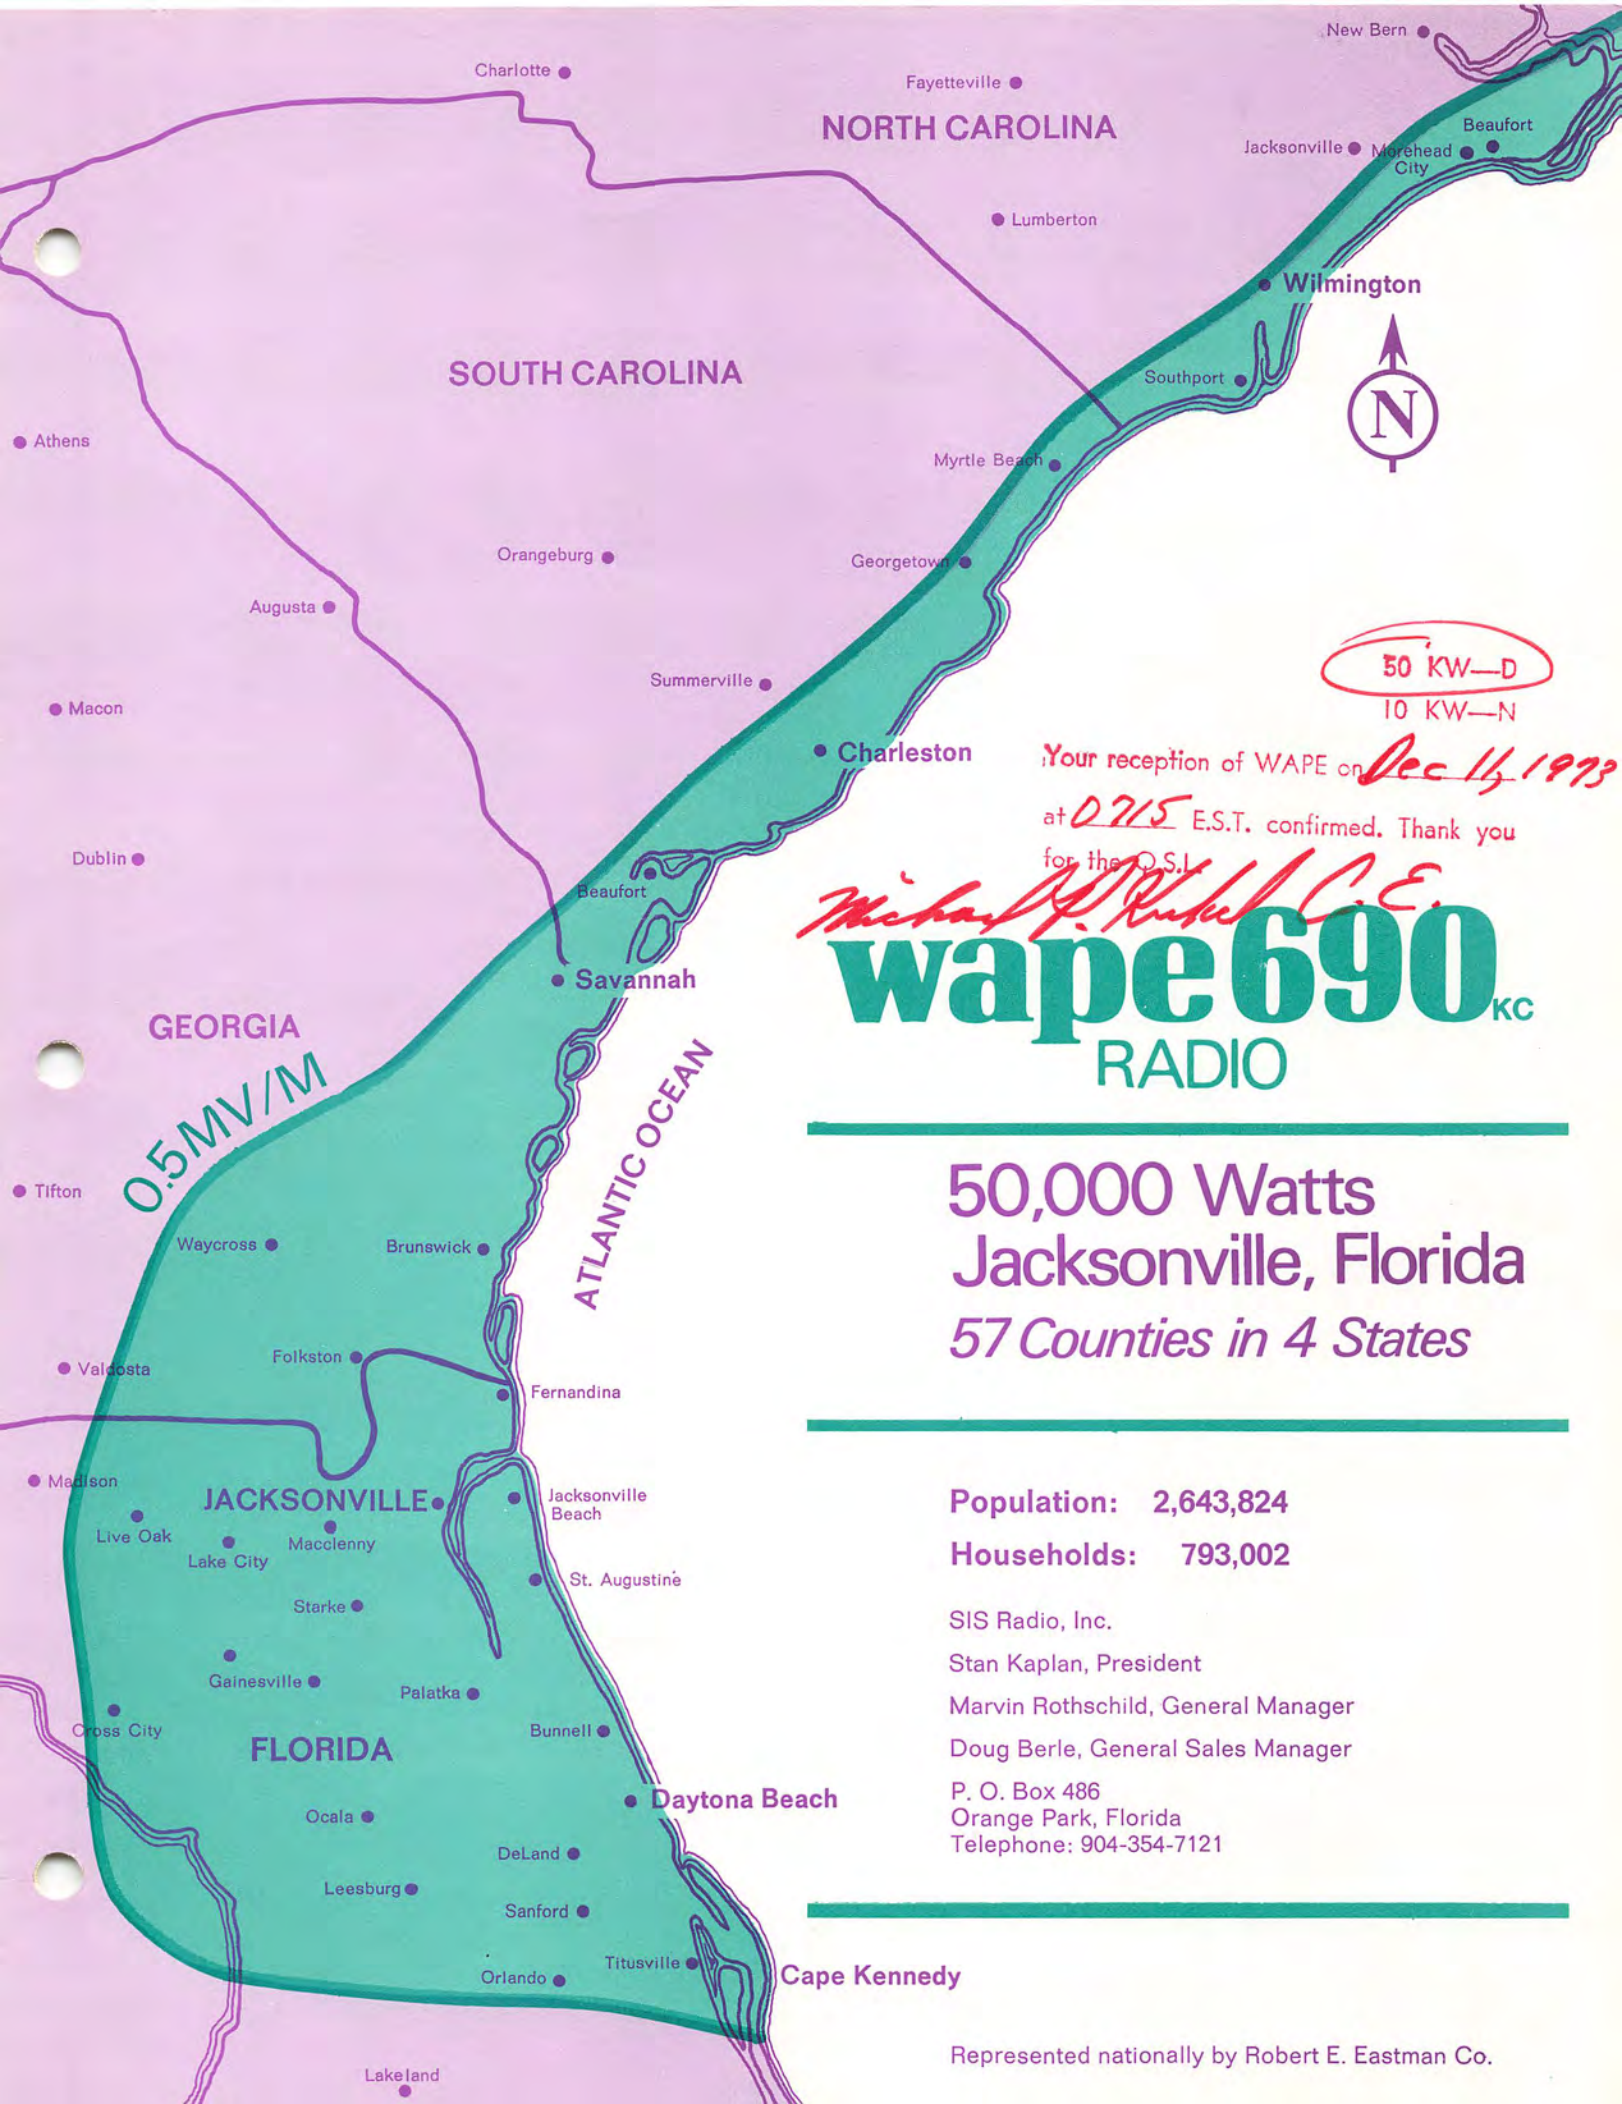 New Bern
Charlotte
Fayetteville
NORTH CAROLINA
Beaufort
Jacksonville
Morehead
City
Lumberton
Wilmington
SOUTH CAROLINA
Southport
N
Athens
Myrtle Beach
Orangeburg
Georgetown
Augusta
50 KW—D
Summerville
10 KW—N
Macon
Charleston
Your reception of WAPE on Dec 11, 1973
at 0715 E.S.T. confirmed. Thank you
for the Q.S.L.
Dublin
Beaufort
Michael C. E.
wape 690 KC
RADIO
Savannah
GEORGIA
0.5 MV/M
ATLANTIC OCEAN
50,000 Watts
Jacksonville, Florida
57 Counties in 4 States
Tifton
Waycross
Brunswick
Folkston
Valdosta
Fernandina
Madison
JACKSONVILLE
Jacksonville
Beach
Live Oak
Macclenny
Lake City
St. Augustine
Starke
Gainesville
Palatka
Cross City
Bunnell
FLORIDA
Daytona Beach
Ocala
DeLand
Leesburg
Sanford
Titusville
Orlando
Cape Kennedy
Lakeland
Population: 2,643,824
Households: 793,002
SIS Radio, Inc.
Stan Kaplan, President
Marvin Rothschild, General Manager
Doug Berle, General Sales Manager
P. O. Box 486
Orange Park, Florida
Telephone: 904-354-7121
Represented nationally by Robert E. Eastman Co.